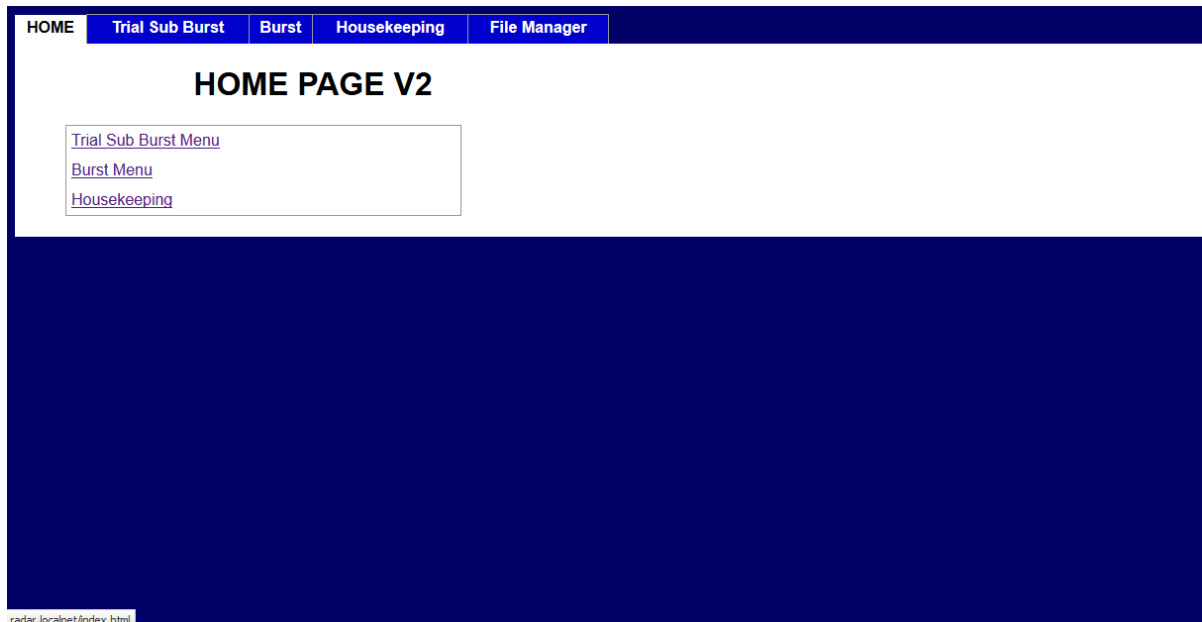 HOME Trial Sub Burst Burst Housekeeping File Manager
HOME PAGE V2
Trial Sub Burst Menu
Burst Menu
Housekeeping
radar.localnet/index.html